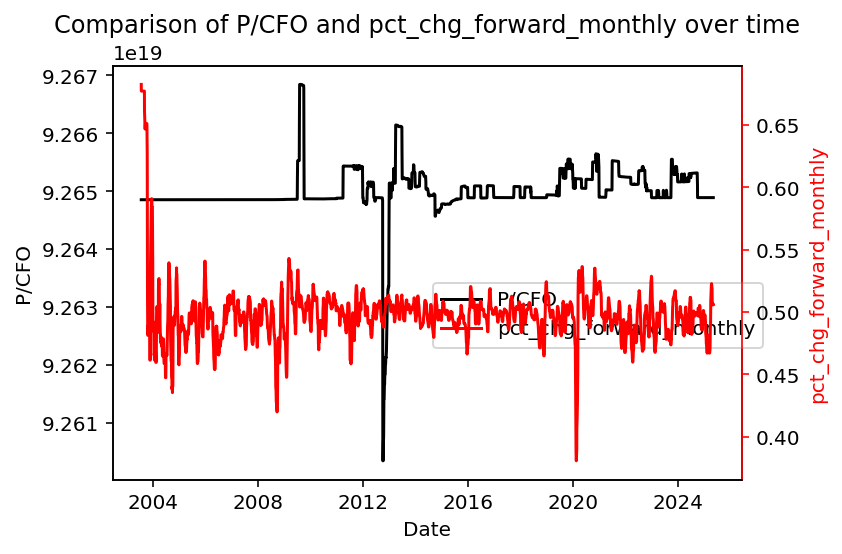 Comparison of P/CFO and pct_chg_forward_monthly over time
1e19
9.267
9.266
9.265
9.264
9.263
9.262
9.261
P/CFO
0.65
0.60
0.55
0.50
0.45
0.40
pct_chg_forward_monthly
P/CFO
pct_chg_forward_monthly
2004 2008 2012 2016 2020 2024
Date